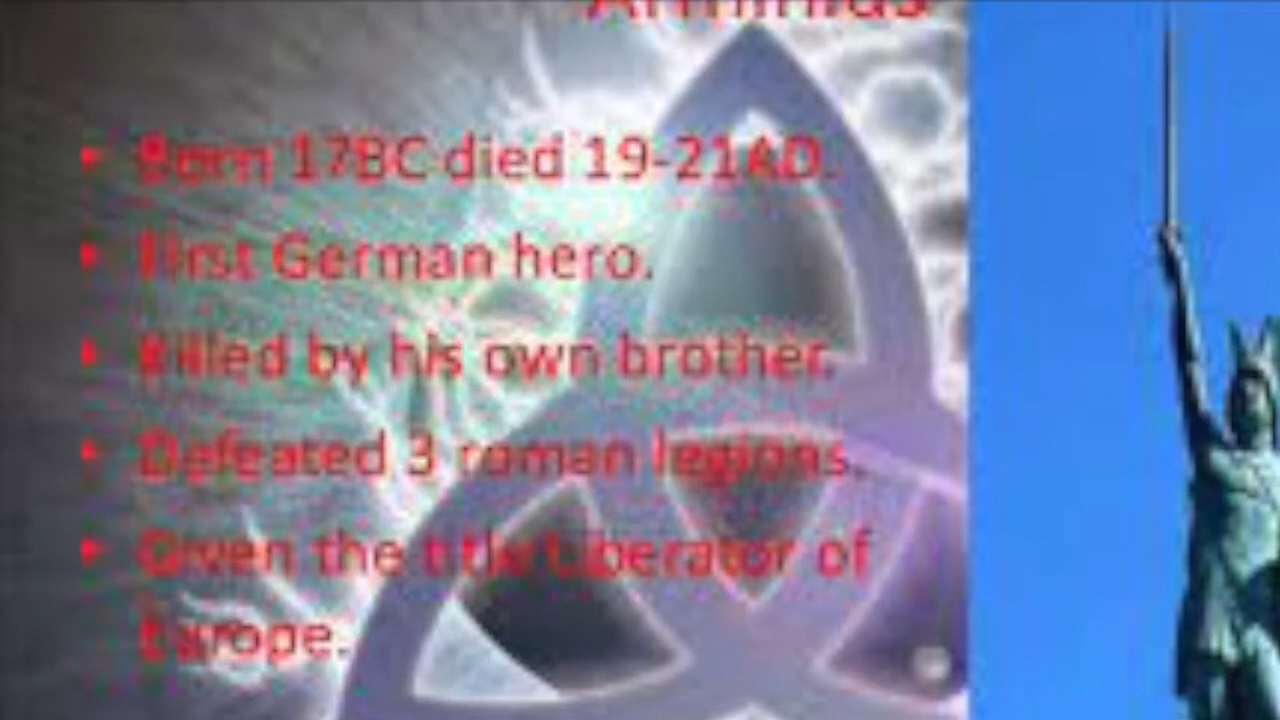 Arminius
• Born 17BC died 19-21AD.
• First German hero.
• Killed by his own brother.
• Defeated 3 roman legions.
• Given the title Liberator of
Europe.